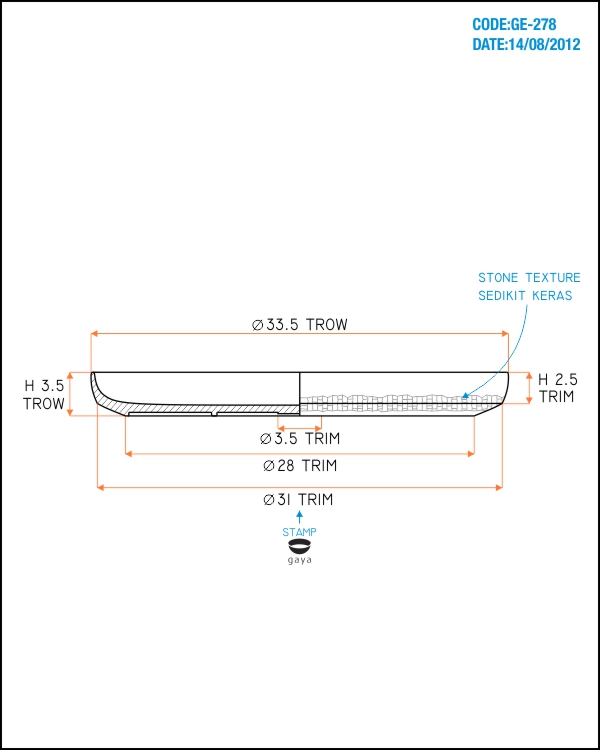 CODE:GE-278
DATE:14/08/2012
STONE TEXTURE
SEDIKIT KERAS
Ø33.5 TROW
H 3.5
TROW
H 2.5
TRIM
Ø3.5 TRIM
Ø28 TRIM
Ø31 TRIM
STAMP
gaya